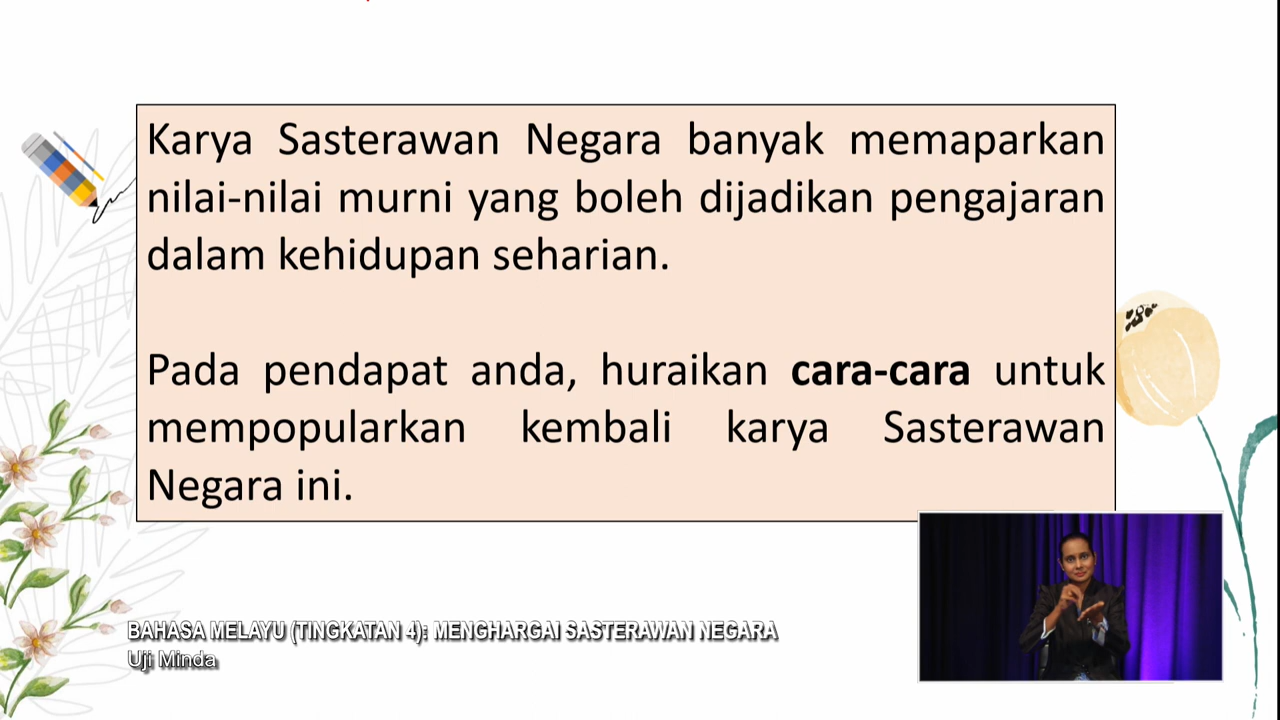 Karya Sasterawan Negara banyak memaparkan
nilai-nilai murni yang boleh dijadikan pengajaran
dalam kehidupan seharian.
Pada pendapat anda, huraikan cara-cara untuk
mempopularkan kembali karya Sasterawan
Negara ini.
BAHASA MELAYU (TINGKATAN 4): MENGHARGAI SASTERAWAN NEGARA
Uji Minda